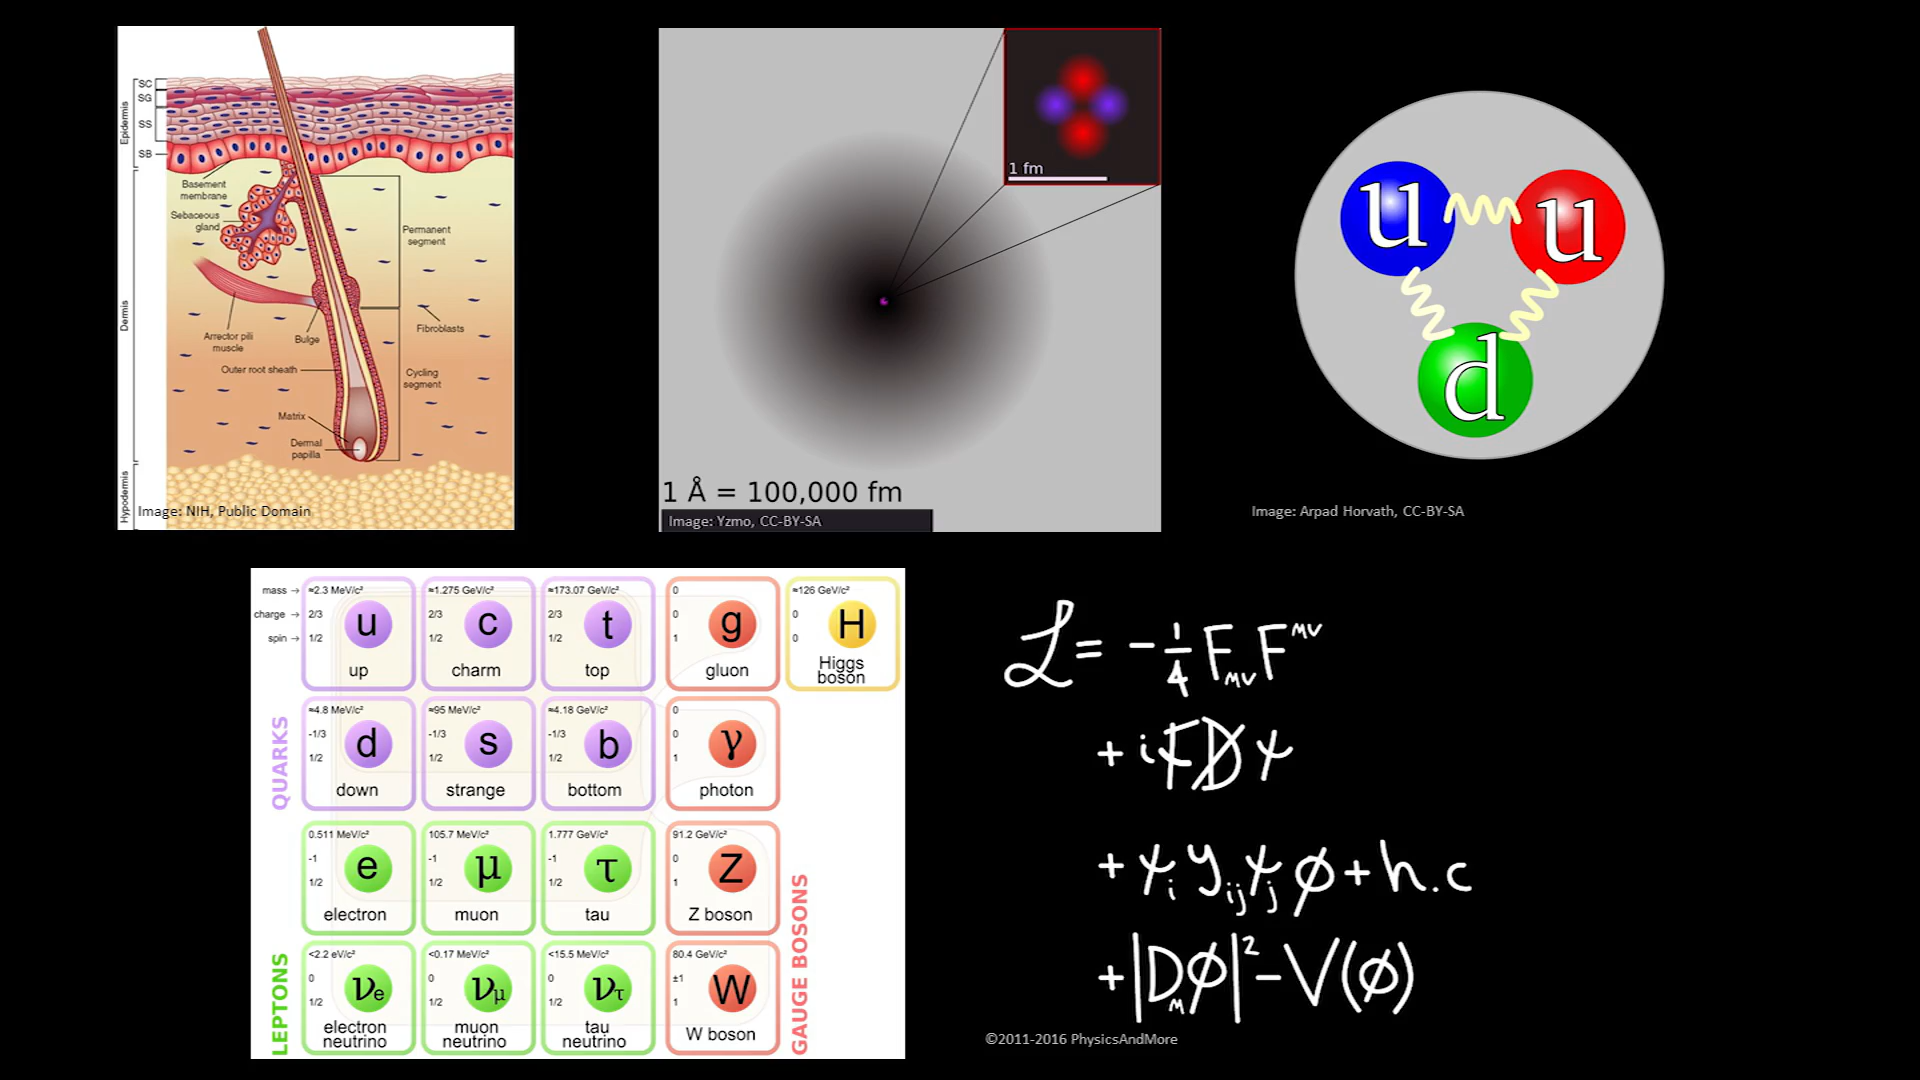 SC
SG
SS
SB
Epidermis
Dermis
Hypodermis
Basement
membrane
Sebaceous
gland
Permanent
segment
Arrector pili
muscle
Bulge
Fibroblasts
Outer root sheath
Cycling
segment
Matrix
Dermal
papilla
Image: NIH, Public Domain
1 fm
1 Å = 100,000 fm
Image: Yzmo, CC-BY-SA
u
u
d
Image: Arpad Horvath, CC-BY-SA
mass →
charge →
spin →
≈2.3 MeV/c²
2/3
1/2
u
up
≈1.275 GeV/c²
2/3
1/2
c
charm
≈173.07 GeV/c²
2/3
1/2
t
top
0
0
1
g
gluon
≈126 GeV/c²
0
0
H
Higgs
boson
QUARKS
≈4.8 MeV/c²
-1/3
1/2
d
down
≈95 MeV/c²
-1/3
1/2
s
strange
≈4.18 GeV/c²
-1/3
1/2
b
bottom
0
0
1
γ
photon
0.511 MeV/c²
-1
1/2
e
electron
105.7 MeV/c²
-1
1/2
μ
muon
1.777 GeV/c²
-1
1/2
τ
tau
91.2 GeV/c²
0
1
Z
Z boson
LEPTONS
<2.2 eV/c²
0
1/2
νe
electron
neutrino
<0.17 MeV/c²
0
1/2
νμ
muon
neutrino
<15.5 MeV/c²
0
1/2
ντ
tau
neutrino
80.4 GeV/c²
±1
1
W
W boson
GAUGE BOSONS
ℒ = -1/4 FμνF^μν
+ iψ̄D̸ψ
+ ψi yij ψj ϕ + h.c
+ |Dμϕ|² - V(ϕ)
©2011-2016 PhysicsAndMore